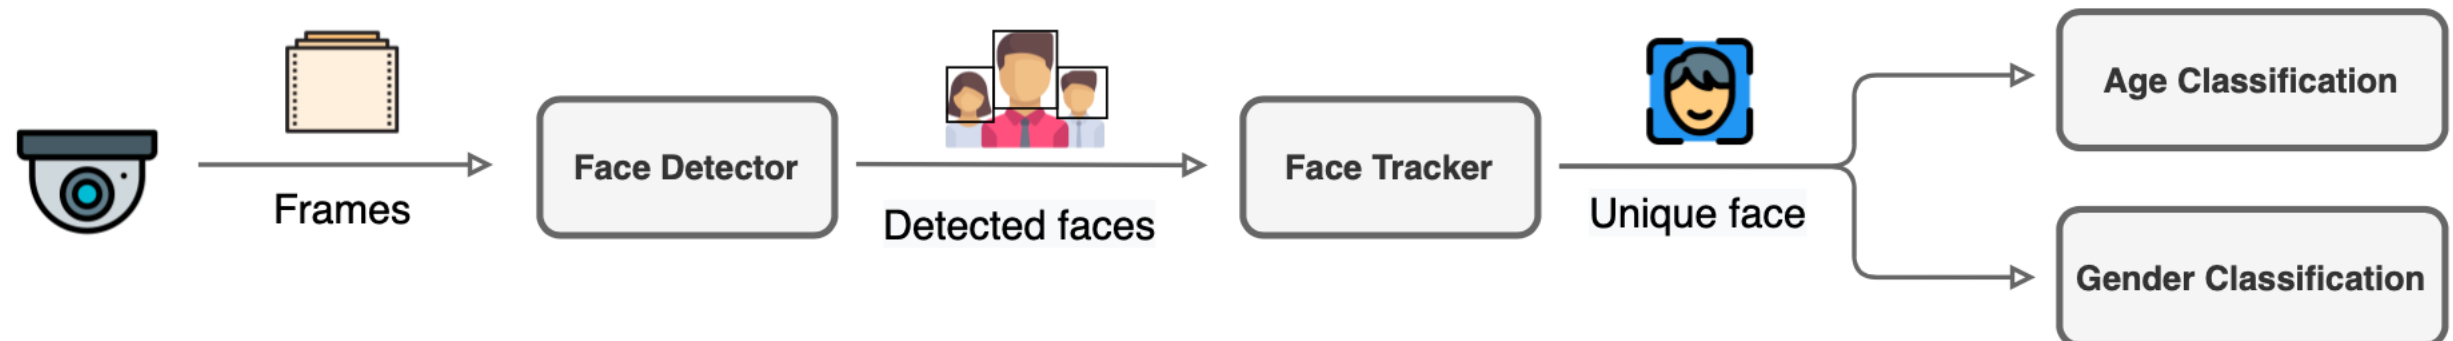 Frames
Face Detector
Detected faces
Face Tracker
Unique face
Age Classification
Gender Classification